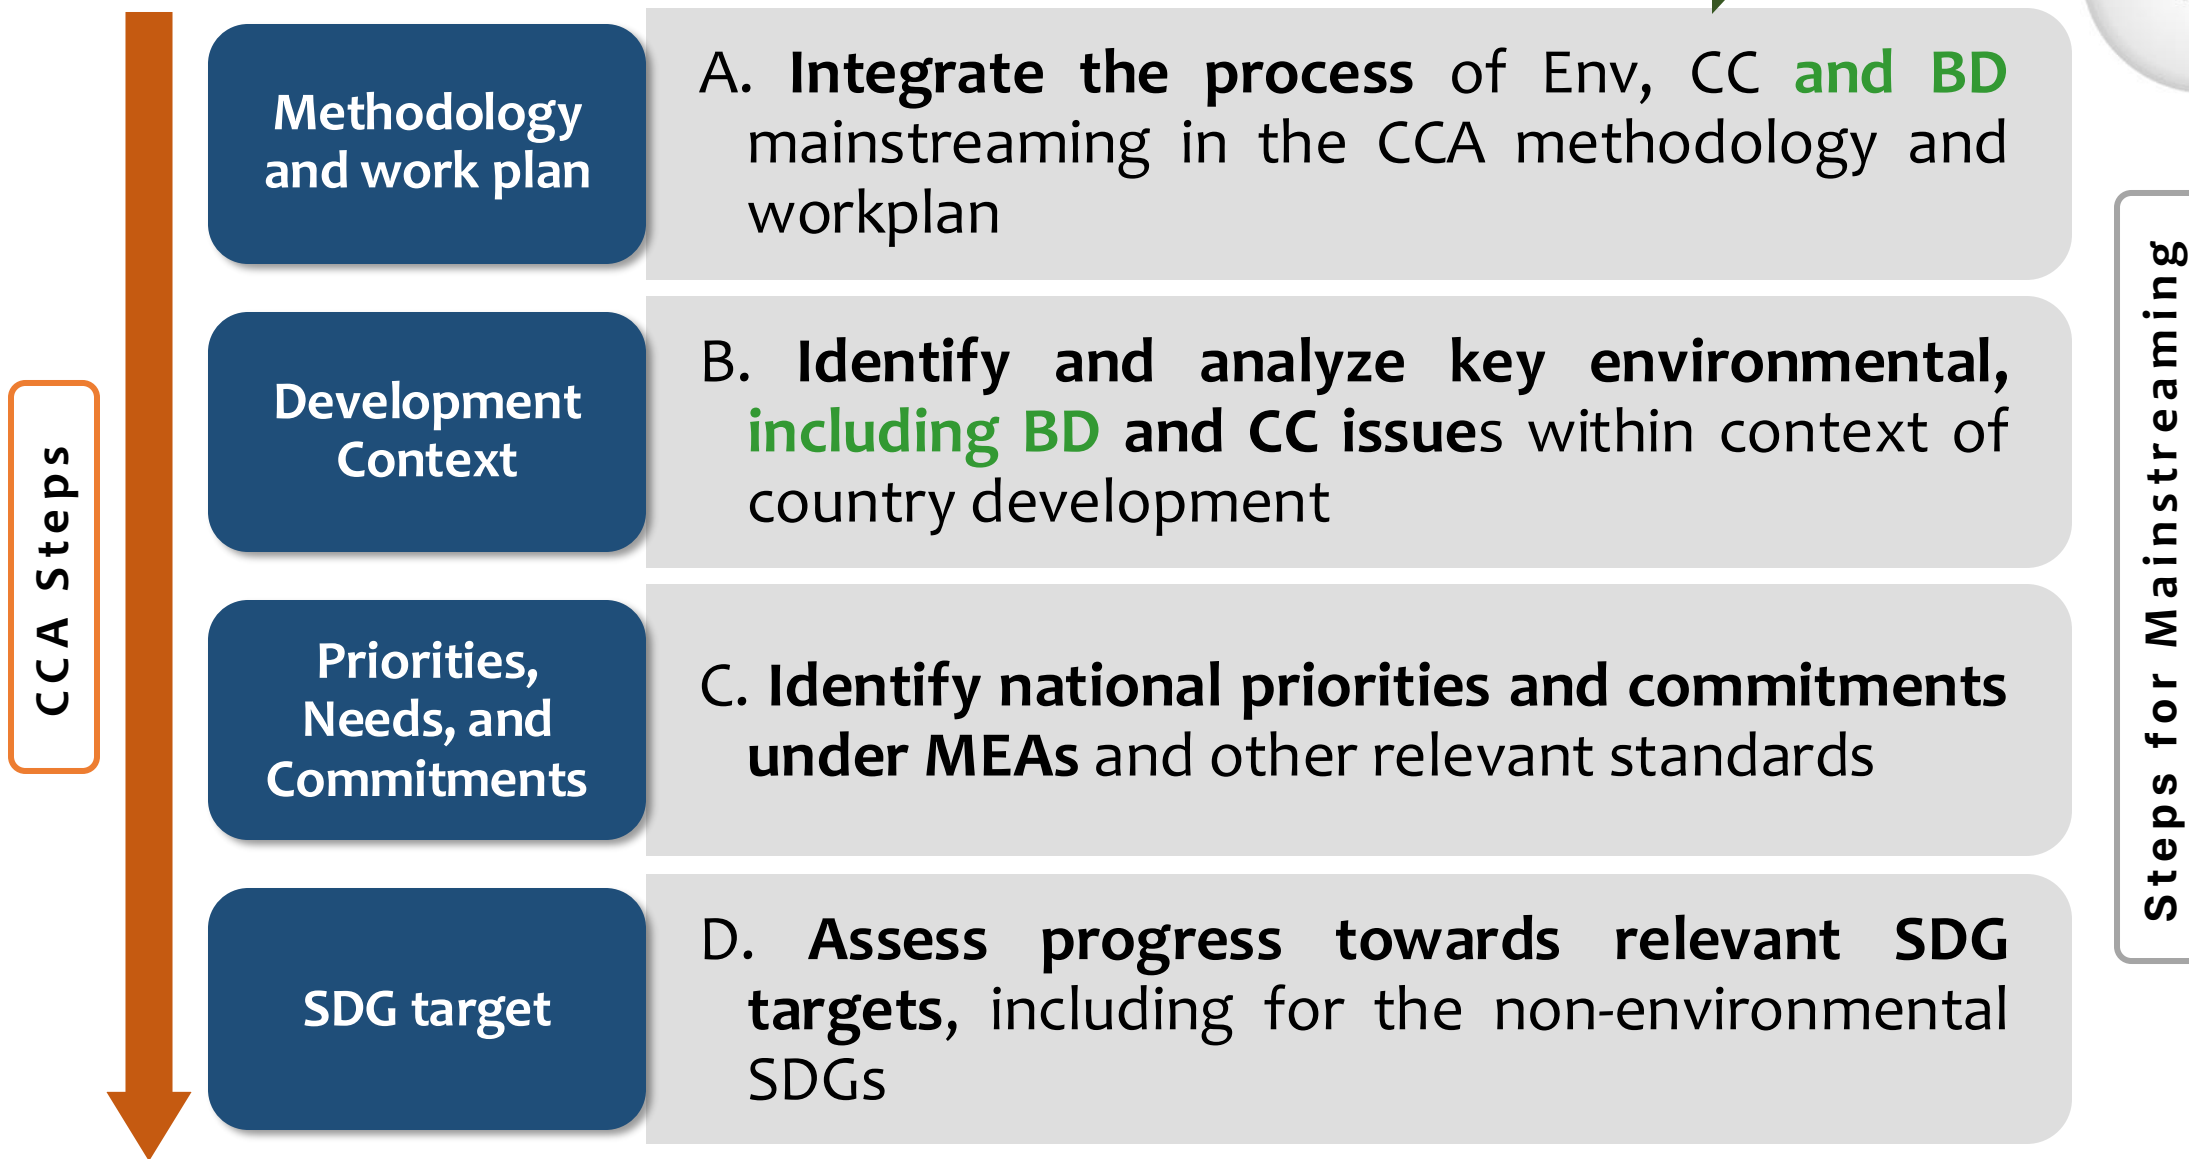 CCA Steps
Methodology
and work plan
A. Integrate the process of Env, CC and BD
mainstreaming in the CCA methodology and
workplan
Development
Context
B. Identify and analyze key environmental,
including BD and CC issues within context of
country development
Priorities,
Needs, and
Commitments
C. Identify national priorities and commitments
under MEAs and other relevant standards
SDG target
D. Assess progress towards relevant SDG
targets, including for the non-environmental
SDGs
Steps for Mainstreaming